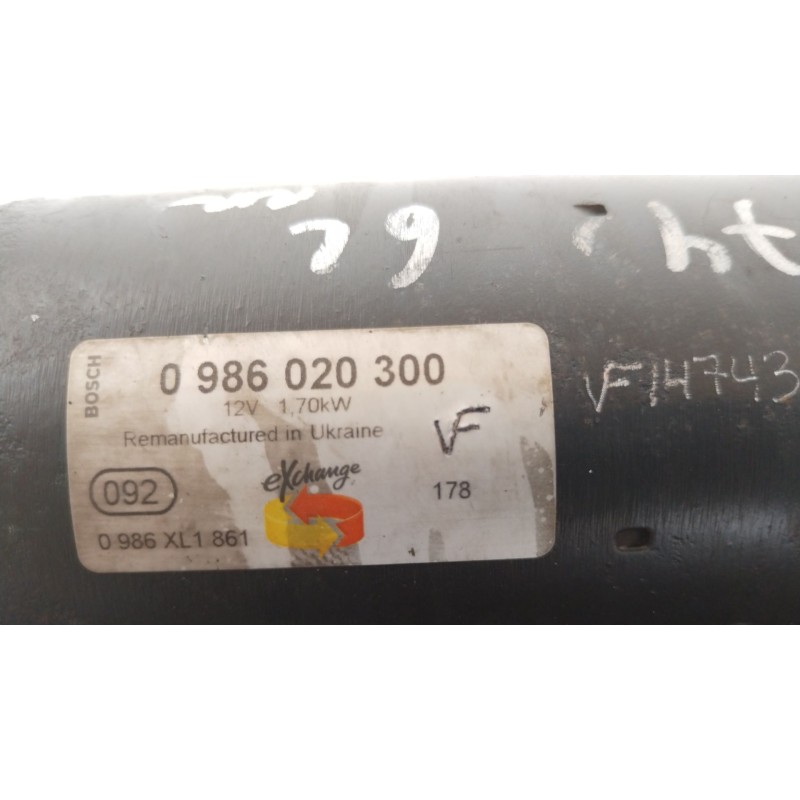 BOSCH
0 986 020 300
12V 1,70kW
Remanufactured in Ukraine
VF
092
eXchange
178
0 986 XL1 861
VF14743